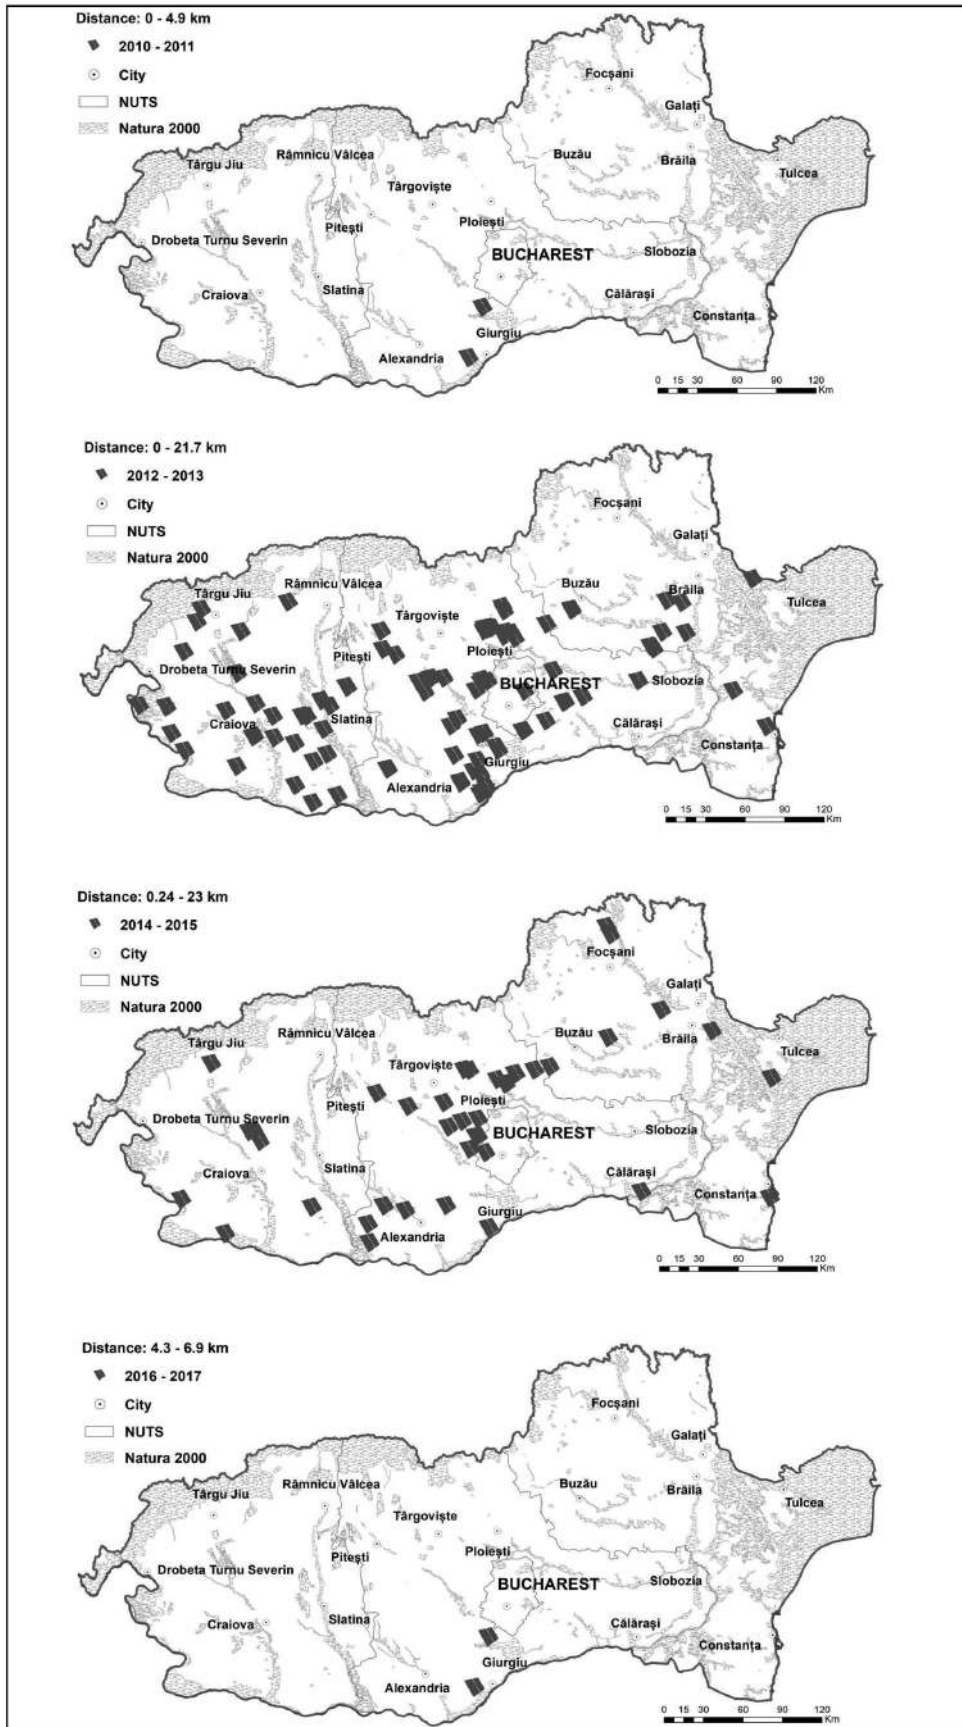 Distance: 0 - 4.9 km
2010 - 2011
City
NUTS
Natura 2000
Focșani
Galați
Râmnicu Vâlcea
Târgu Jiu
Buzău
Brăila
Tulcea
Târgoviște
Pitești
Ploiești
Drobeta Turnu Severin
BUCHAREST
Slobozia
Craiova
Slatina
Călărași
Constanța
Giurgiu
Alexandria
0 15 30 60 90 120
Km
Distance: 0 - 21.7 km
2012 - 2013
City
NUTS
Natura 2000
Focșani
Galați
Râmnicu Vâlcea
Târgu Jiu
Buzău
Brăila
Tulcea
Târgoviște
Pitești
Ploiești
Drobeta Turnu Severin
BUCHAREST
Slobozia
Craiova
Slatina
Călărași
Constanța
Giurgiu
Alexandria
0 15 30 60 90 120
Km
Distance: 0.24 - 23 km
2014 - 2015
City
NUTS
Natura 2000
Focșani
Galați
Râmnicu Vâlcea
Târgu Jiu
Buzău
Brăila
Tulcea
Târgoviște
Pitești
Ploiești
Drobeta Turnu Severin
BUCHAREST
Slobozia
Craiova
Slatina
Călărași
Constanța
Giurgiu
Alexandria
0 15 30 60 90 120
Km
Distance: 4.3 - 6.9 km
2016 - 2017
City
NUTS
Natura 2000
Focșani
Galați
Râmnicu Vâlcea
Târgu Jiu
Buzău
Brăila
Tulcea
Târgoviște
Pitești
Ploiești
Drobeta Turnu Severin
BUCHAREST
Slobozia
Craiova
Slatina
Călărași
Constanța
Giurgiu
Alexandria
0 15 30 60 90 120
Km